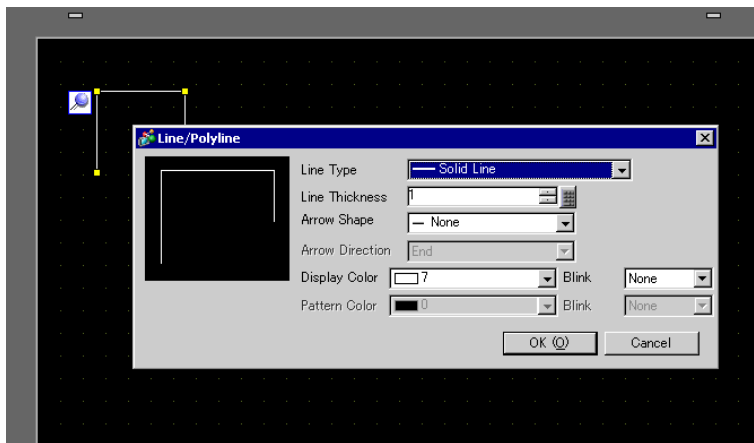 Line/Polyline
Line Type Solid Line
Line Thickness 1
Arrow Shape None
Arrow Direction End
Display Color 7 Blink None
Pattern Color 0 Blink None
OK (O) Cancel